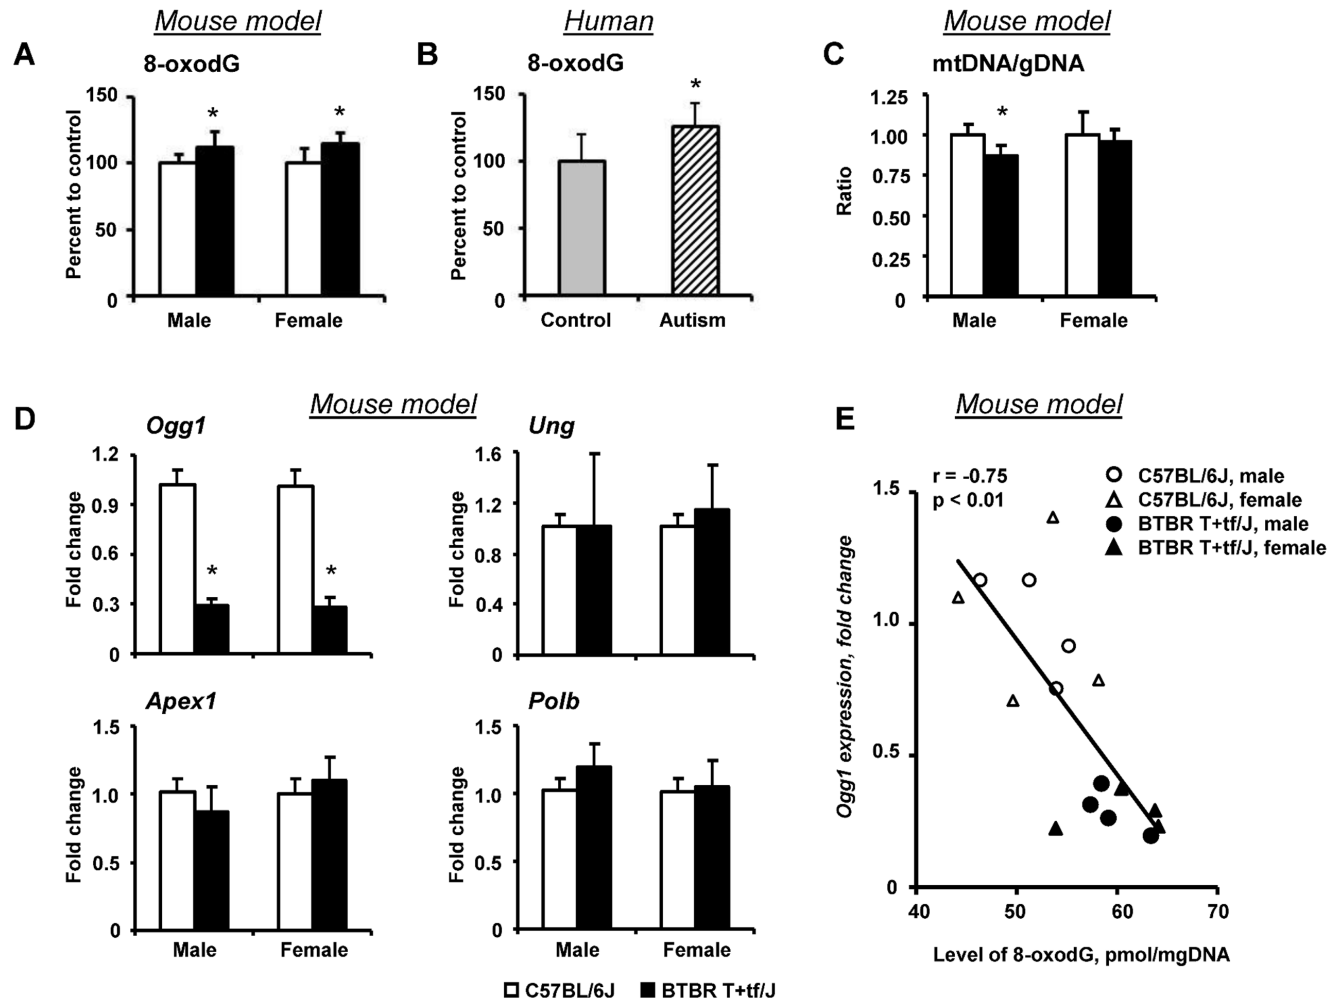 Mouse model
Human
Mouse model
A
B
C
8-oxodG
8-oxodG
mtDNA/gDNA
Percent to control
150
100
50
0
*
*
Male
Female
Percent to control
150
100
50
0
*
Control
Autism
Ratio
1.25
1.00
0.75
0.50
0.25
0
*
Male
Female
D
Mouse model
E
Mouse model
Ogg1
Fold change
1.2
0.9
0.6
0.3
0
*
*
Ung
Fold change
1.6
1.2
0.8
0.4
0
Apex1
Fold change
1.5
1.0
0.5
0
Male
Female
Polb
Fold change
1.5
1.0
0.5
0
Male
Female
C57BL/6J
BTBR T+tf/J
r = -0.75
p < 0.01
C57BL/6J, male
C57BL/6J, female
BTBR T+tf/J, male
BTBR T+tf/J, female
Ogg1 expression, fold change
1.5
1.0
0.5
0
40
50
60
70
Level of 8-oxodG, pmol/mgDNA